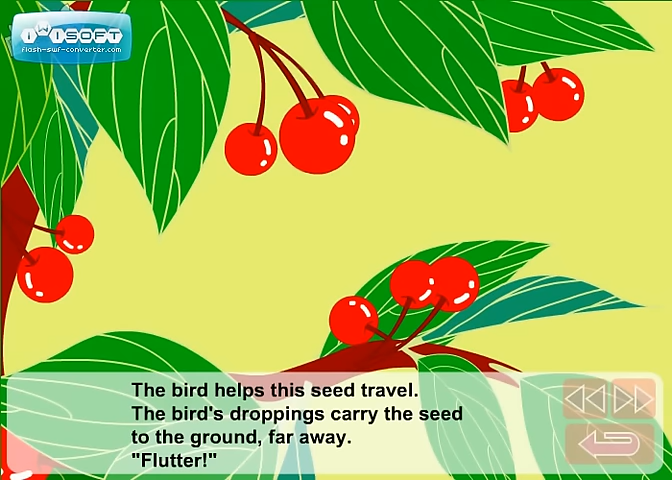 iWiSOFT
flash-swf-converter.com
The bird helps this seed travel.
The bird's droppings carry the seed
to the ground, far away.
"Flutter!"